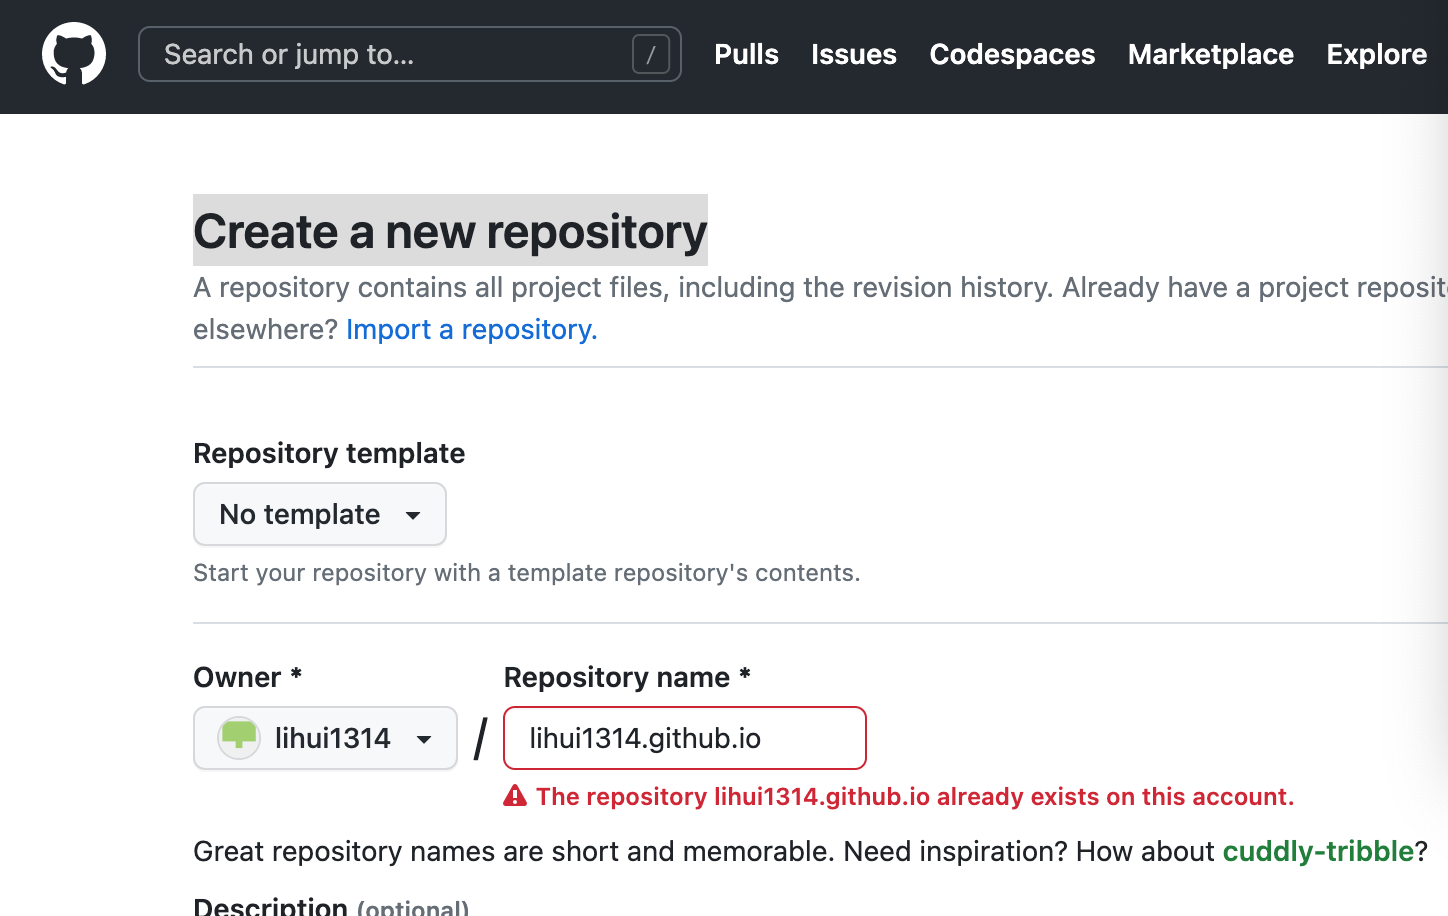 Search or jump to... /
Pulls Issues Codespaces Marketplace Explore
Create a new repository
A repository contains all project files, including the revision history. Already have a project reposit
elsewhere? Import a repository.
Repository template
No template
Start your repository with a template repository's contents.
Owner * Repository name *
lihui1314 / lihui1314.github.io
The repository lihui1314.github.io already exists on this account.
Great repository names are short and memorable. Need inspiration? How about cuddly-tribble?
Description (optional)